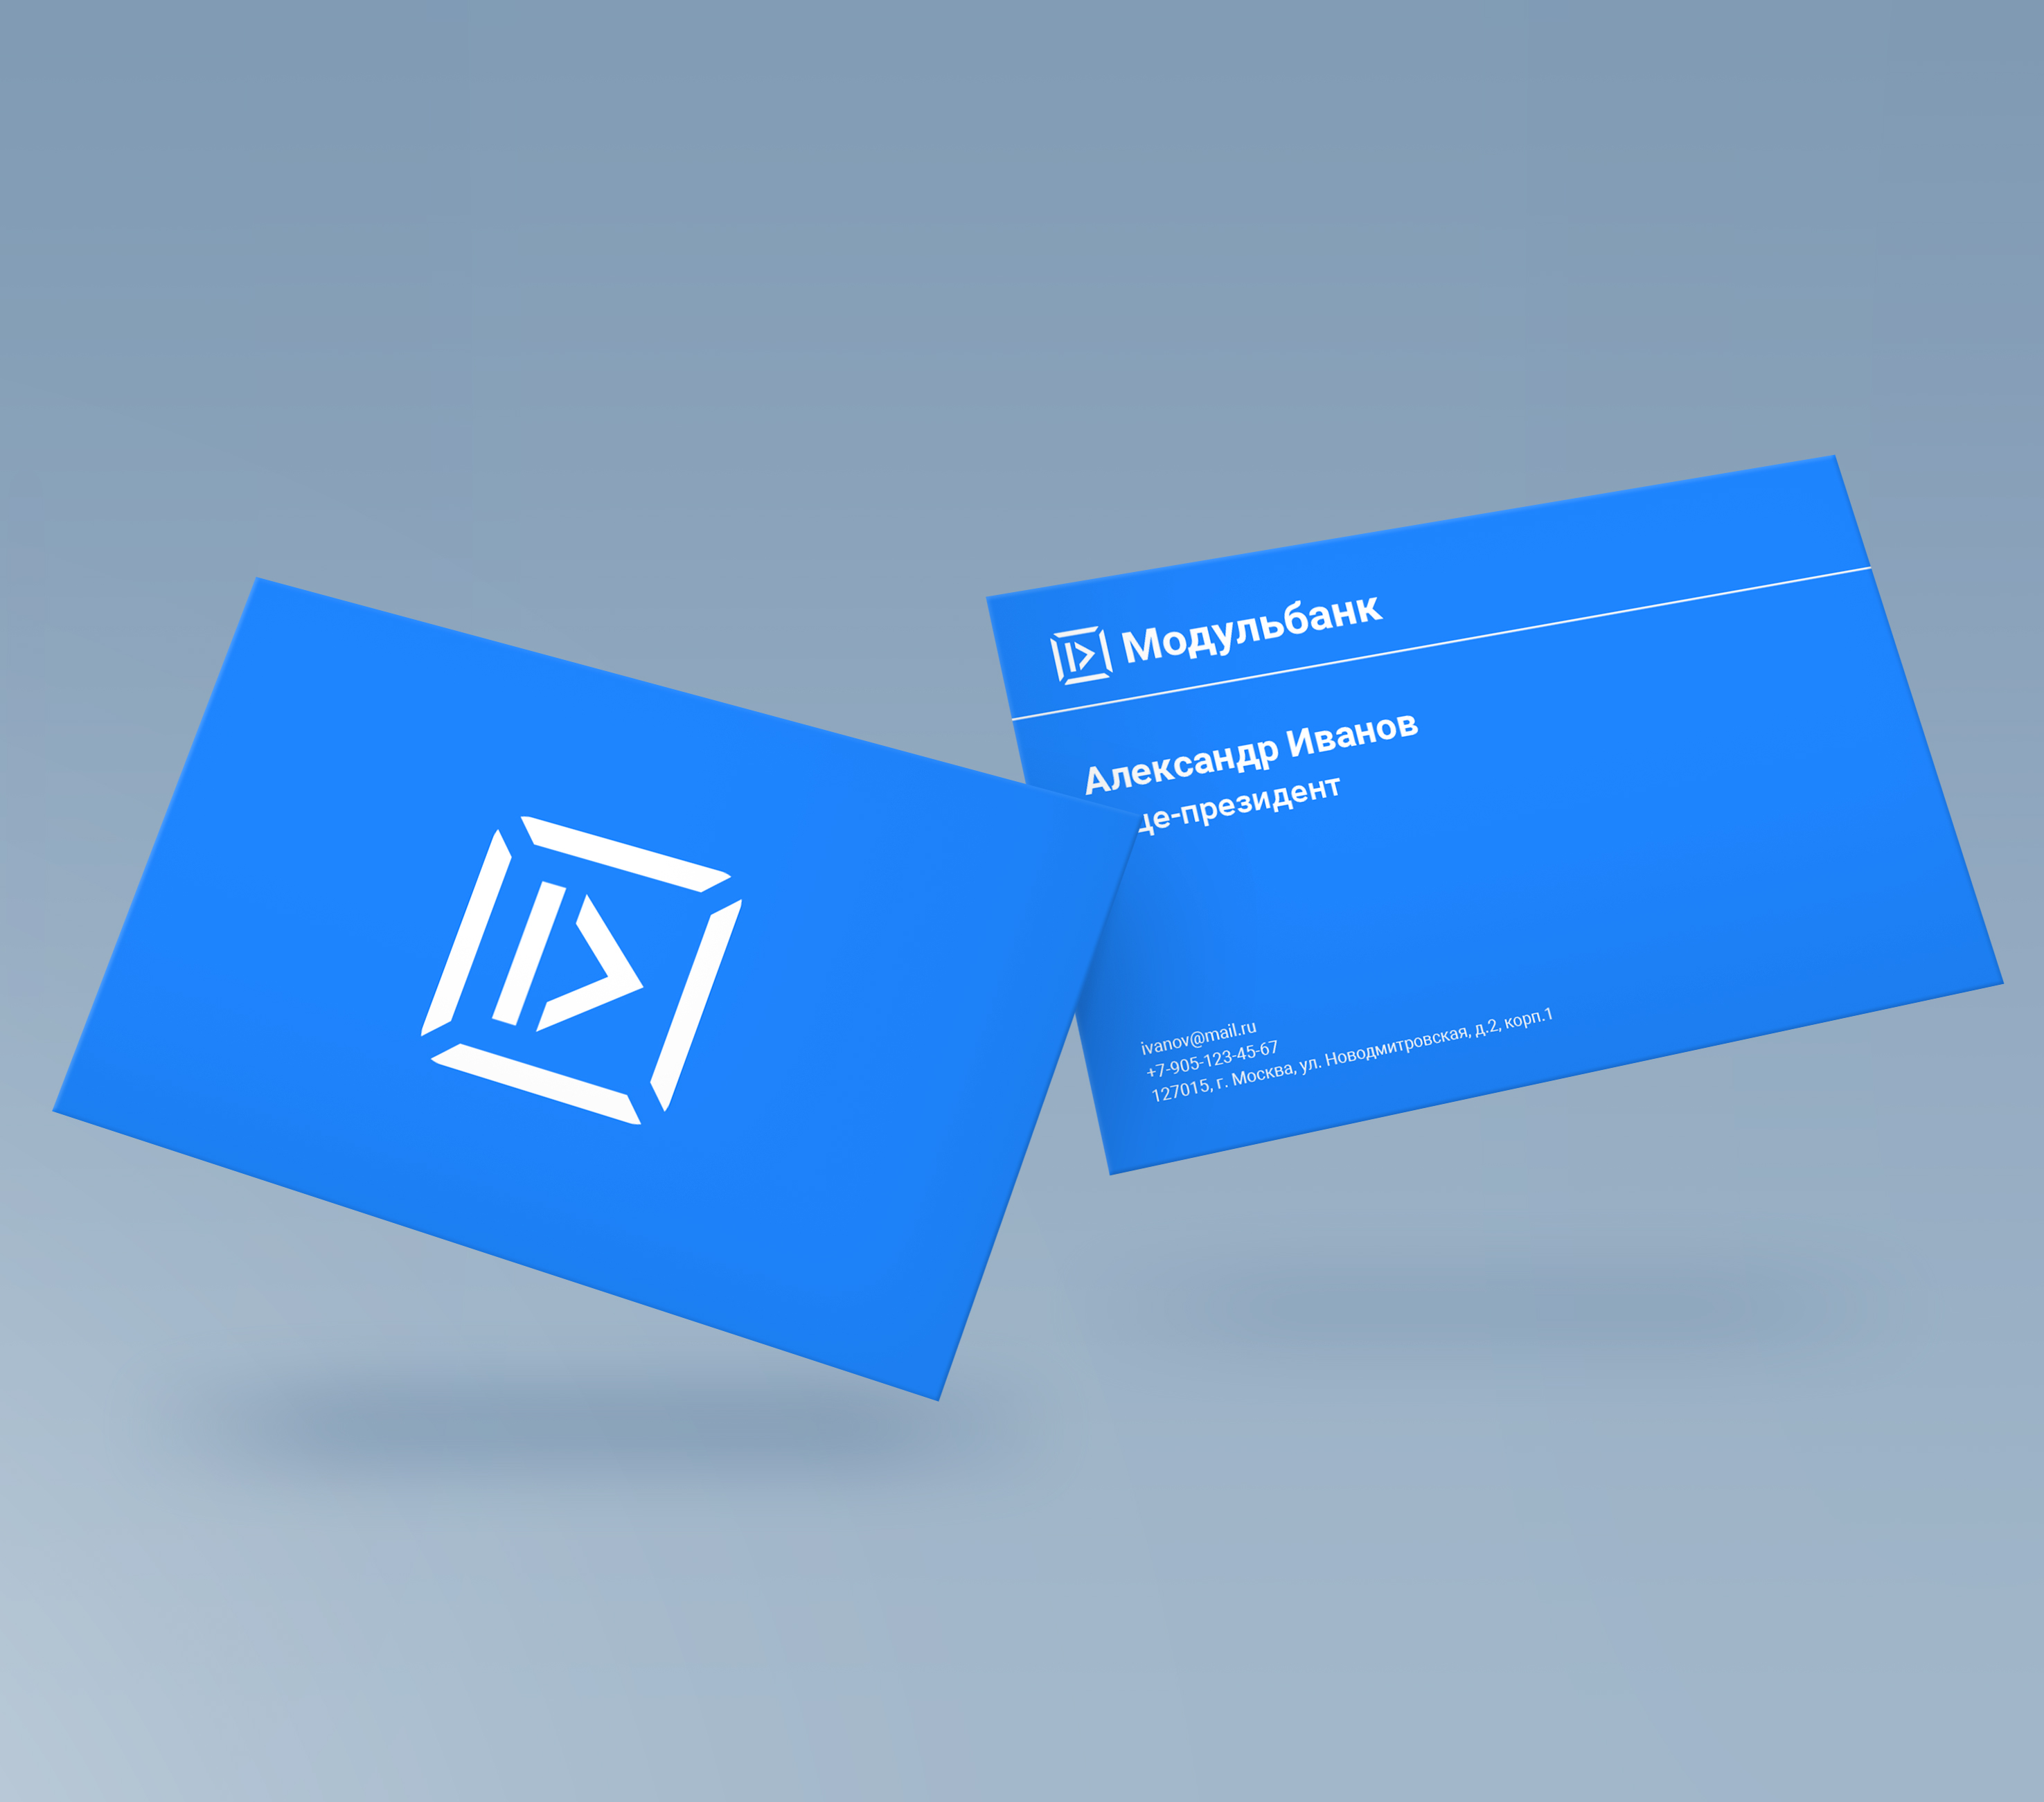 Модульбанк
Александр Иванов
це-президент
ivanov@mail.ru
+7-905-123-45-67
127015, г. Москва, ул. Новодмитровская, д.2, корп.1